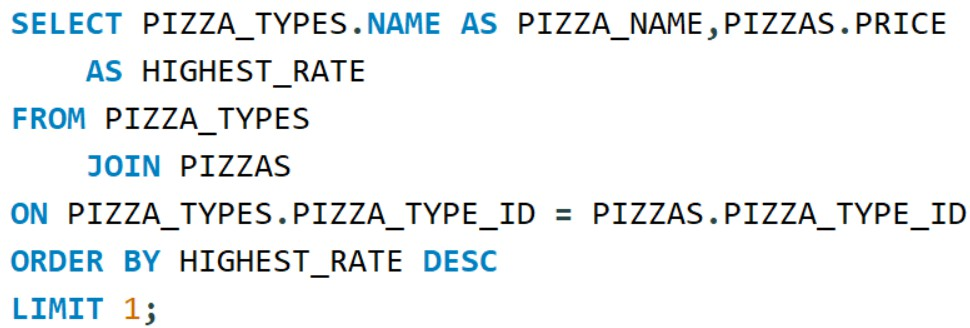 SELECT PIZZA_TYPES.NAME AS PIZZA_NAME,PIZZAS.PRICE
AS HIGHEST_RATE
FROM PIZZA_TYPES
JOIN PIZZAS
ON PIZZA_TYPES.PIZZA_TYPE_ID = PIZZAS.PIZZA_TYPE_ID
ORDER BY HIGHEST_RATE DESC
LIMIT 1;